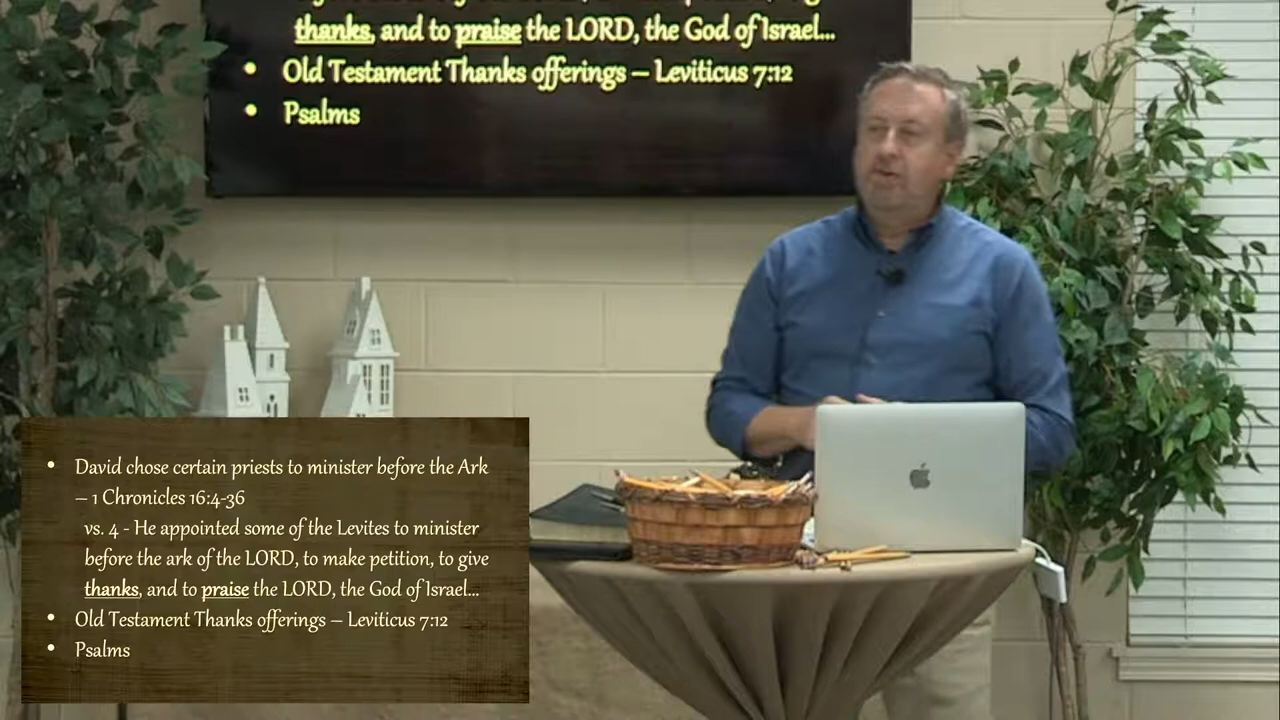 thanks, and to praise the LORD, the God of Israel...
• Old Testament Thanks offerings – Leviticus 7:12
• Psalms
• David chose certain priests to minister before the Ark
– 1 Chronicles 16:4-36
vs. 4 - He appointed some of the Levites to minister
before the ark of the LORD, to make petition, to give
thanks, and to praise the LORD, the God of Israel...
• Old Testament Thanks offerings – Leviticus 7:12
• Psalms